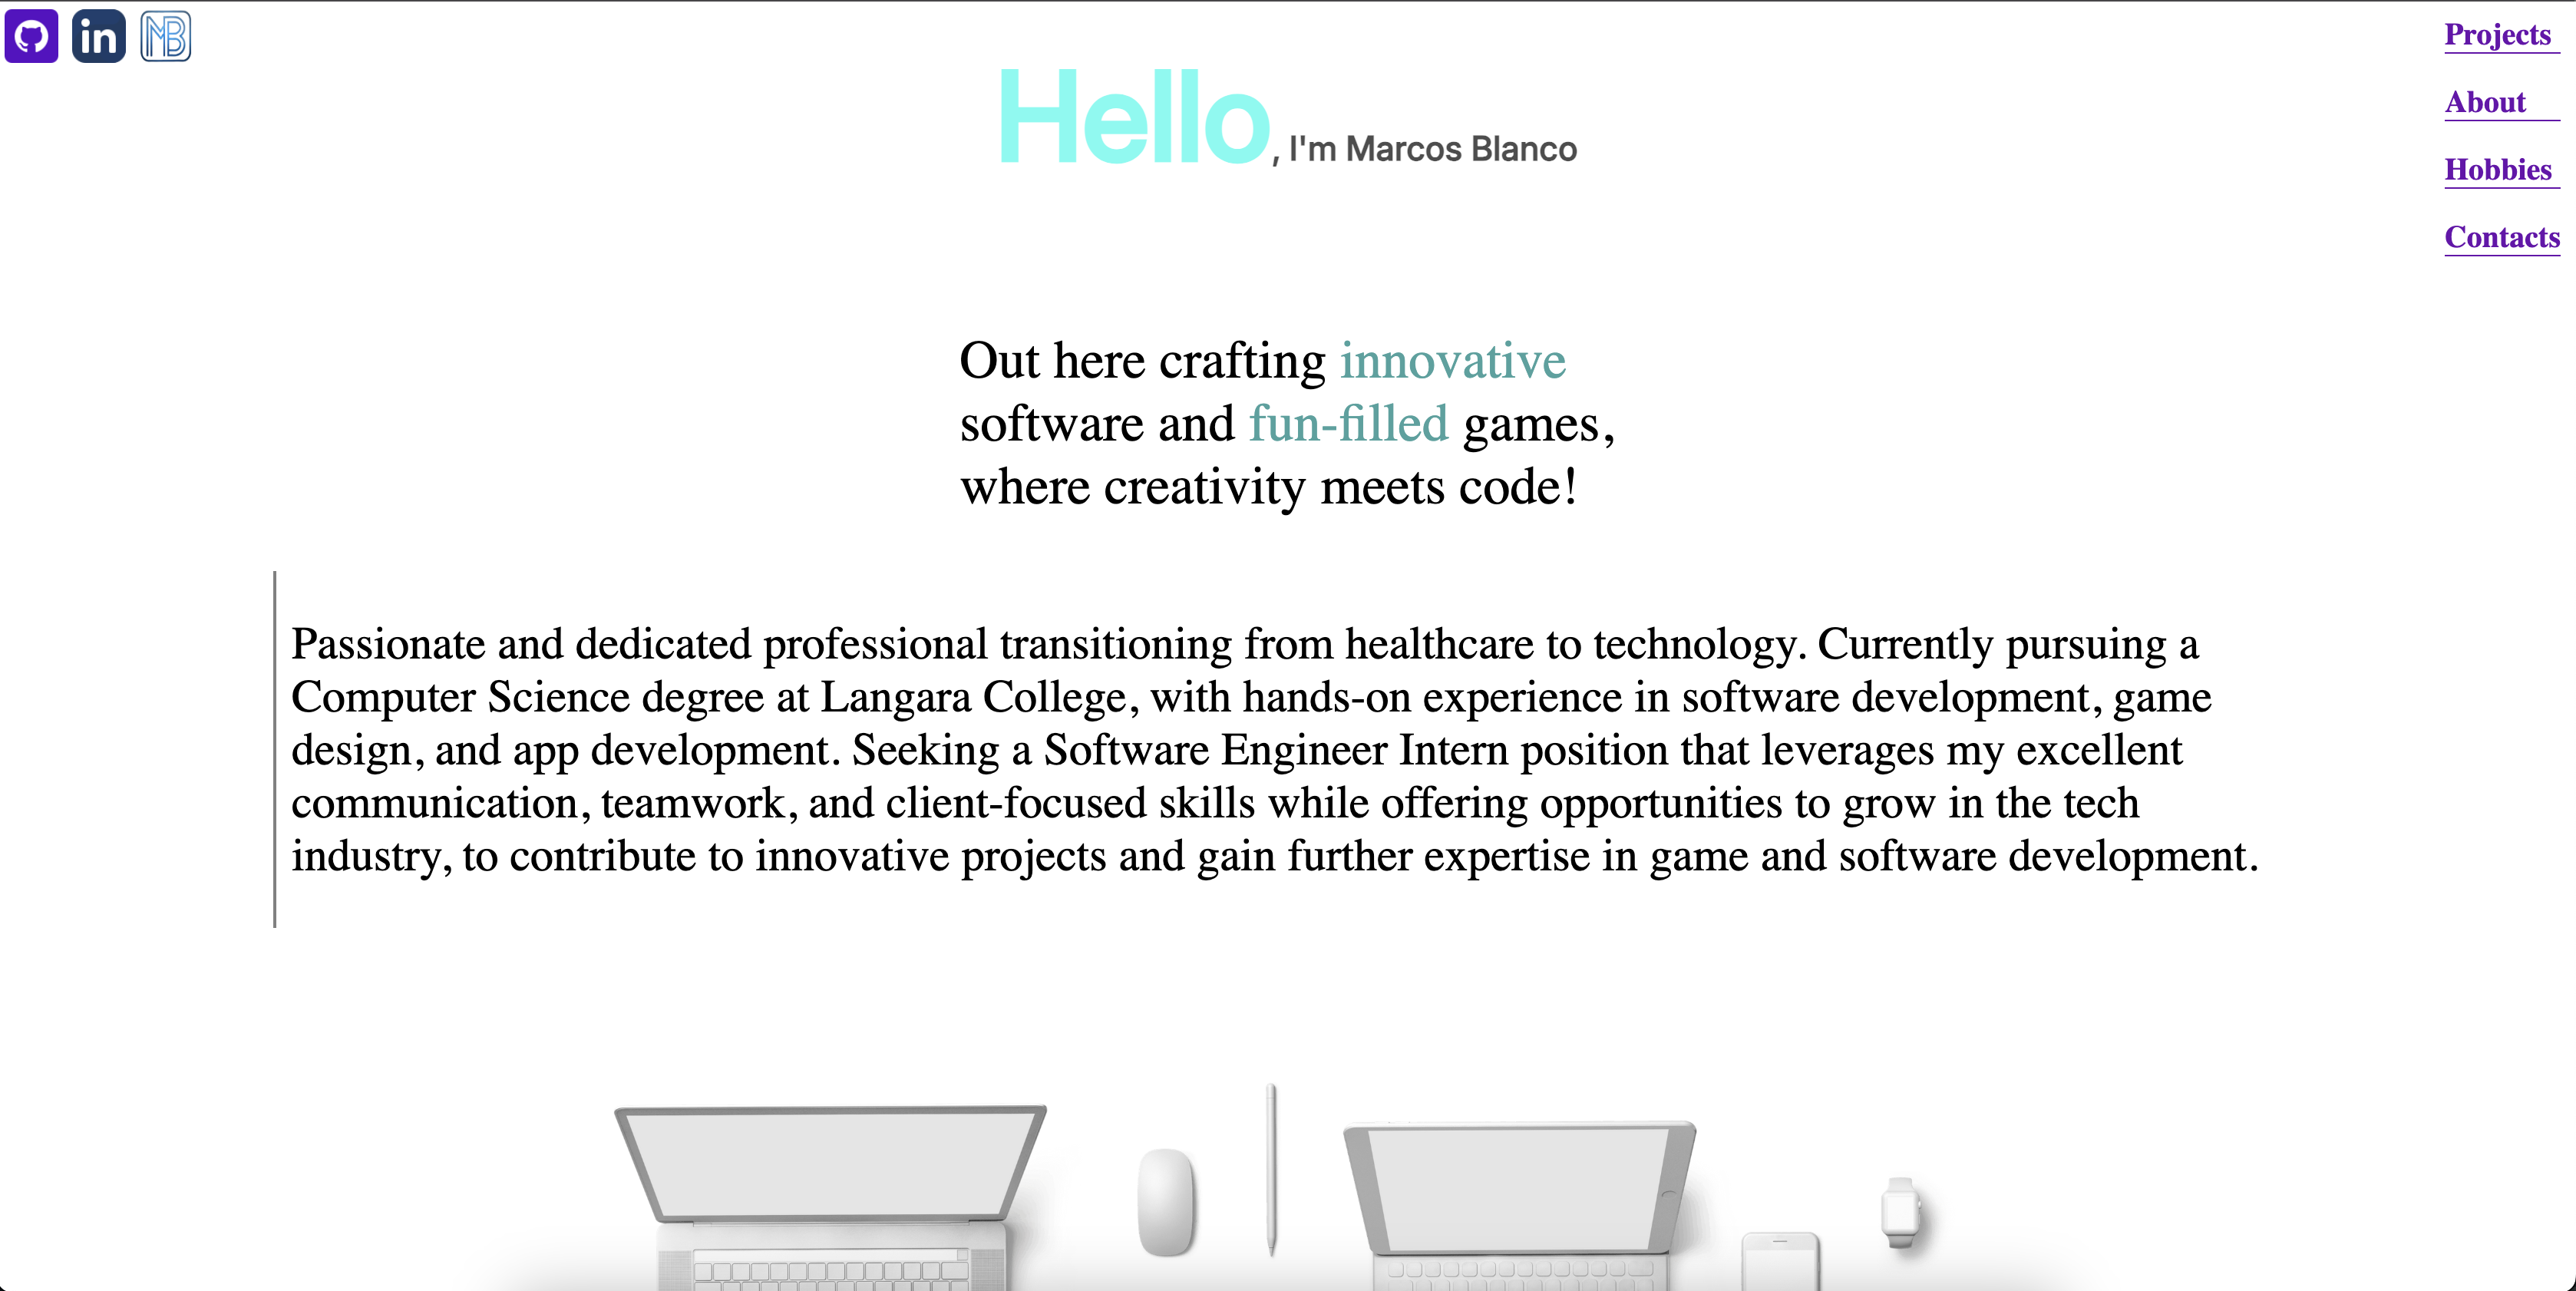 in
MB
Projects
About
Hobbies
Contacts
Hello, I'm Marcos Blanco
Out here crafting innovative
software and fun-filled games,
where creativity meets code!
Passionate and dedicated professional transitioning from healthcare to technology. Currently pursuing a
Computer Science degree at Langara College, with hands-on experience in software development, game
design, and app development. Seeking a Software Engineer Intern position that leverages my excellent
communication, teamwork, and client-focused skills while offering opportunities to grow in the tech
industry, to contribute to innovative projects and gain further expertise in game and software development.